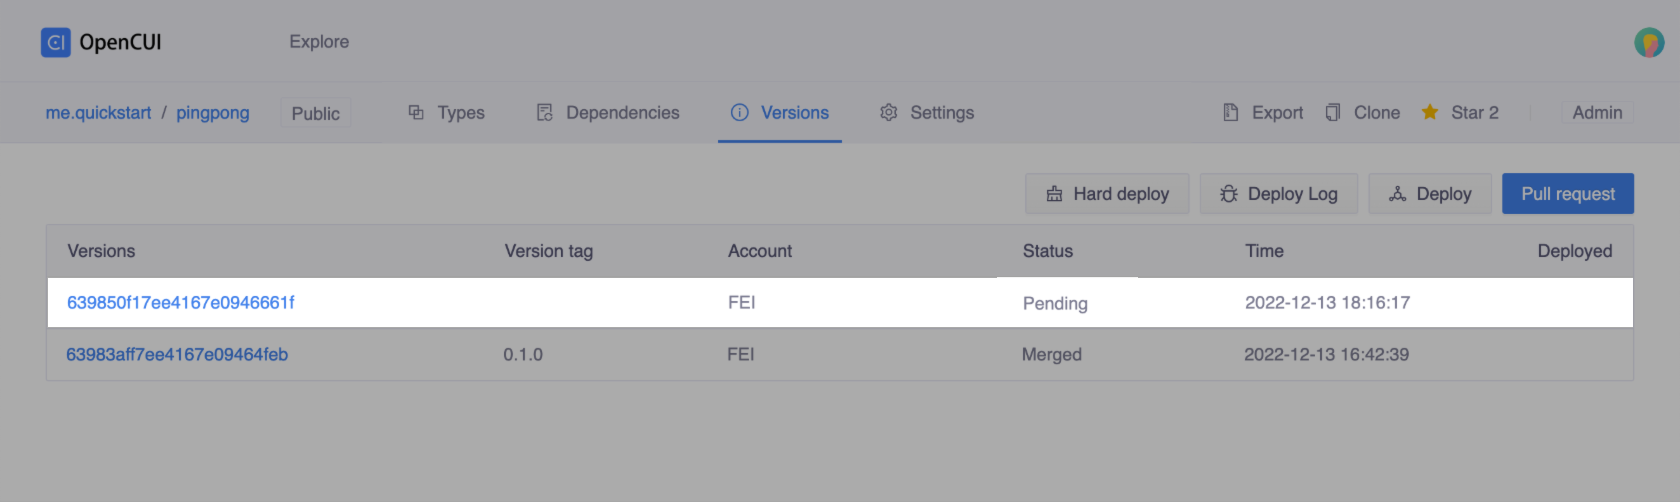 CI OpenCUI Explore
me.quickstart / pingpong Public Types Dependencies Versions Settings Export Clone Star 2 Admin
Hard deploy Deploy Log Deploy Pull request
Versions Version tag Account Status Time Deployed
639850f17ee4167e0946661f FEI Pending 2022-12-13 18:16:17
63983aff7ee4167e09464feb 0.1.0 FEI Merged 2022-12-13 16:42:39